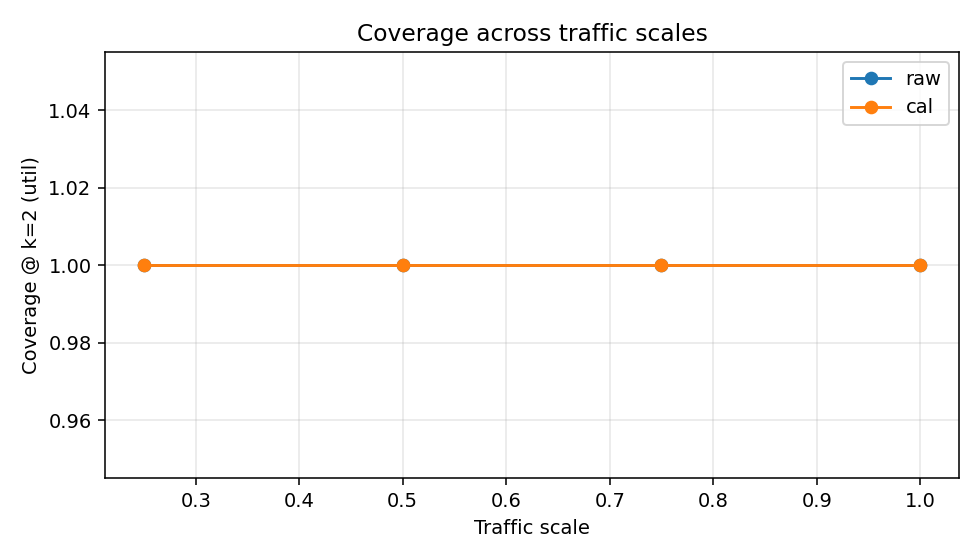 Coverage across traffic scales
raw
cal
1.04
1.02
1.00
0.98
0.96
Coverage @ k=2 (util)
0.3 0.4 0.5 0.6 0.7 0.8 0.9 1.0
Traffic scale